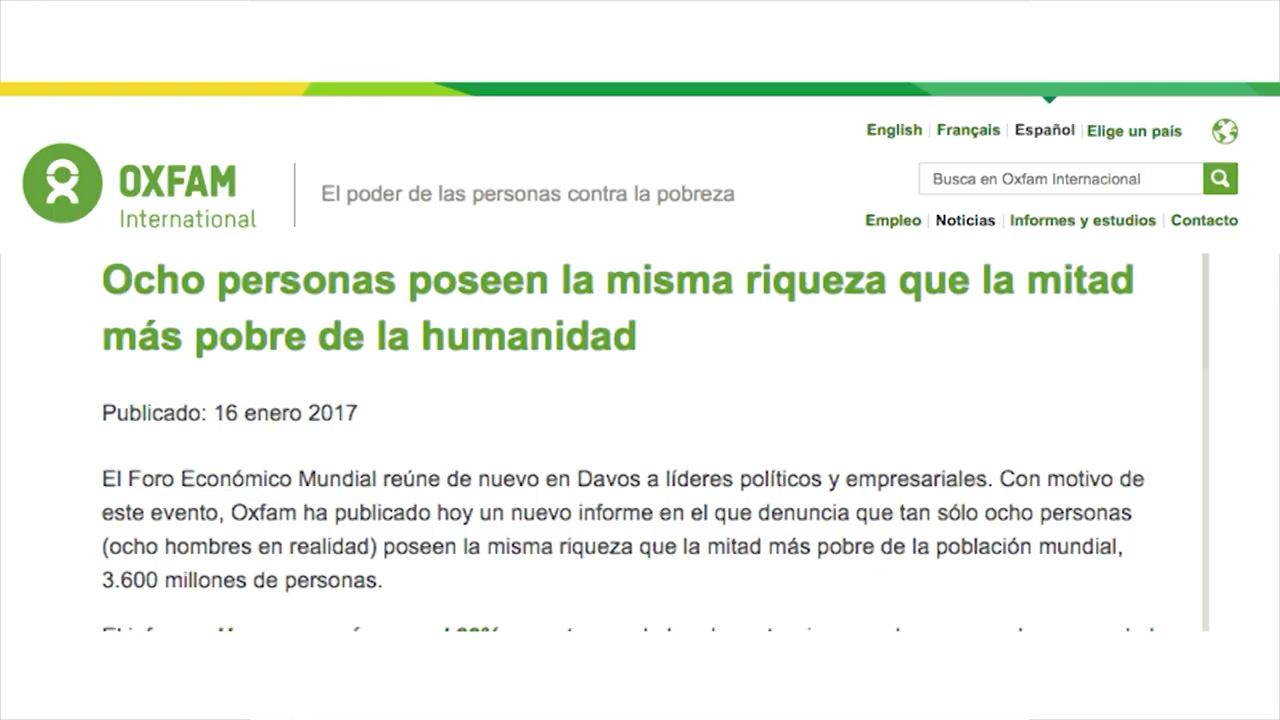 English | Français | Español | Elige un país
OXFAM
International
El poder de las personas contra la pobreza
Busca en Oxfam Internacional
Empleo | Noticias | Informes y estudios | Contacto
Ocho personas poseen la misma riqueza que la mitad
más pobre de la humanidad
Publicado: 16 enero 2017
El Foro Económico Mundial reúne de nuevo en Davos a líderes políticos y empresariales. Con motivo de
este evento, Oxfam ha publicado hoy un nuevo informe en el que denuncia que tan sólo ocho personas
(ocho hombres en realidad) poseen la misma riqueza que la mitad más pobre de la población mundial,
3.600 millones de personas.